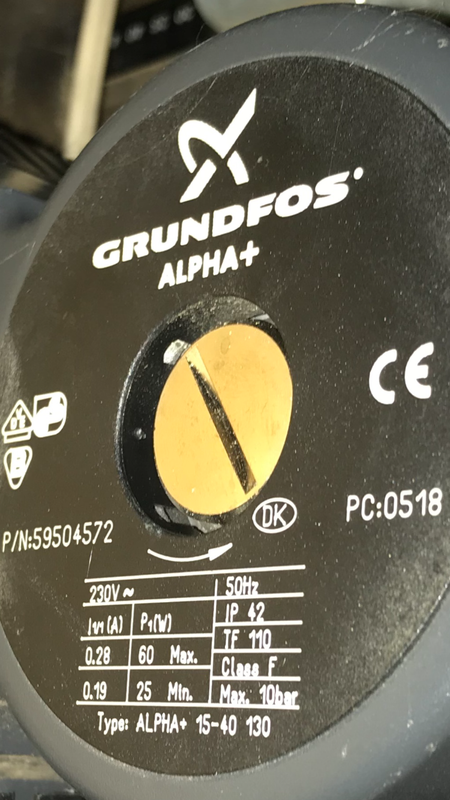 GRUNDFOS
ALPHA+
CE
P/N:59504572
DK
PC:0518
230V ~ 50Hz
I1/1 (A) P1(W) IP 42
0.28 60 Max. TF 110
Class F
0.19 25 Min. Max. 10bar
Type: ALPHA+ 15-40 130